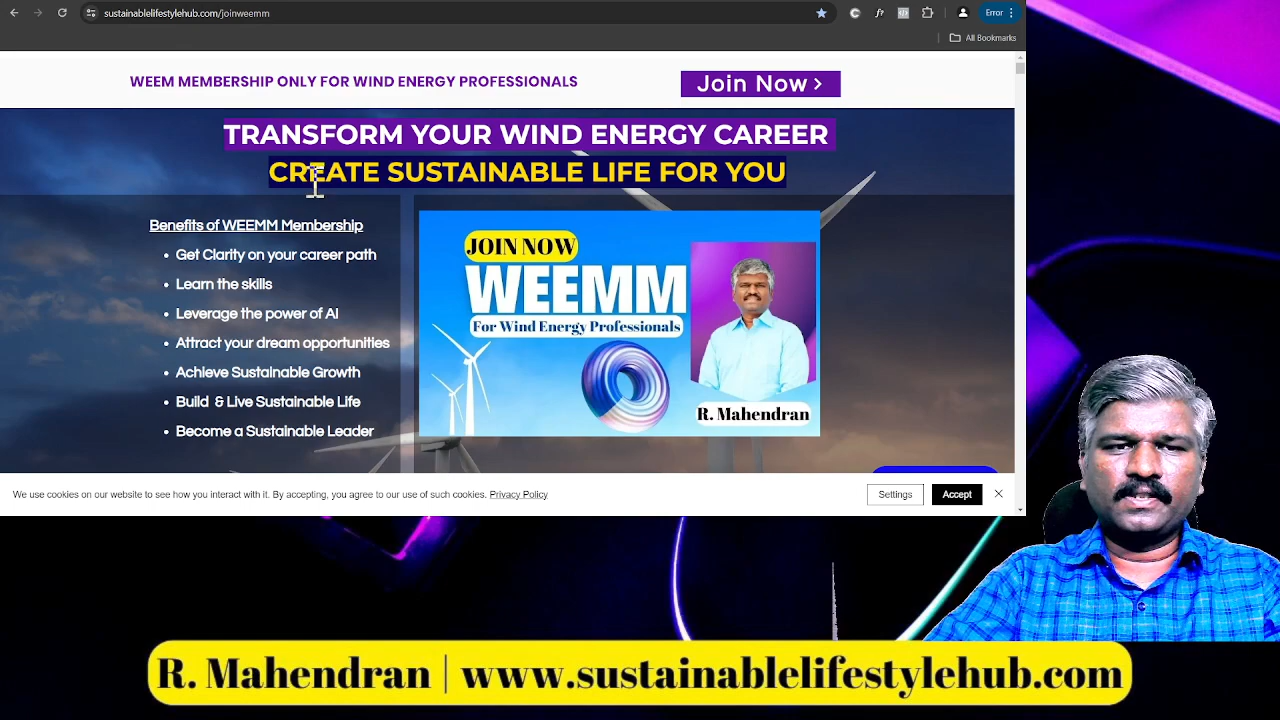 sustainablelifestylehub.com/joinweemm
Error
All Bookmarks
WEEM MEMBERSHIP ONLY FOR WIND ENERGY PROFESSIONALS
Join Now >
TRANSFORM YOUR WIND ENERGY CAREER
CREATE SUSTAINABLE LIFE FOR YOU
Benefits of WEEMM Membership
• Get Clarity on your career path
• Learn the skills
• Leverage the power of AI
• Attract your dream opportunities
• Achieve Sustainable Growth
• Build & Live Sustainable Life
• Become a Sustainable Leader
JOIN NOW
WEEMM
For Wind Energy Professionals
R. Mahendran
We use cookies on our website to see how you interact with it. By accepting, you agree to our use of such cookies. Privacy Policy
Settings
Accept
R. Mahendran | www.sustainablelifestylehub.com